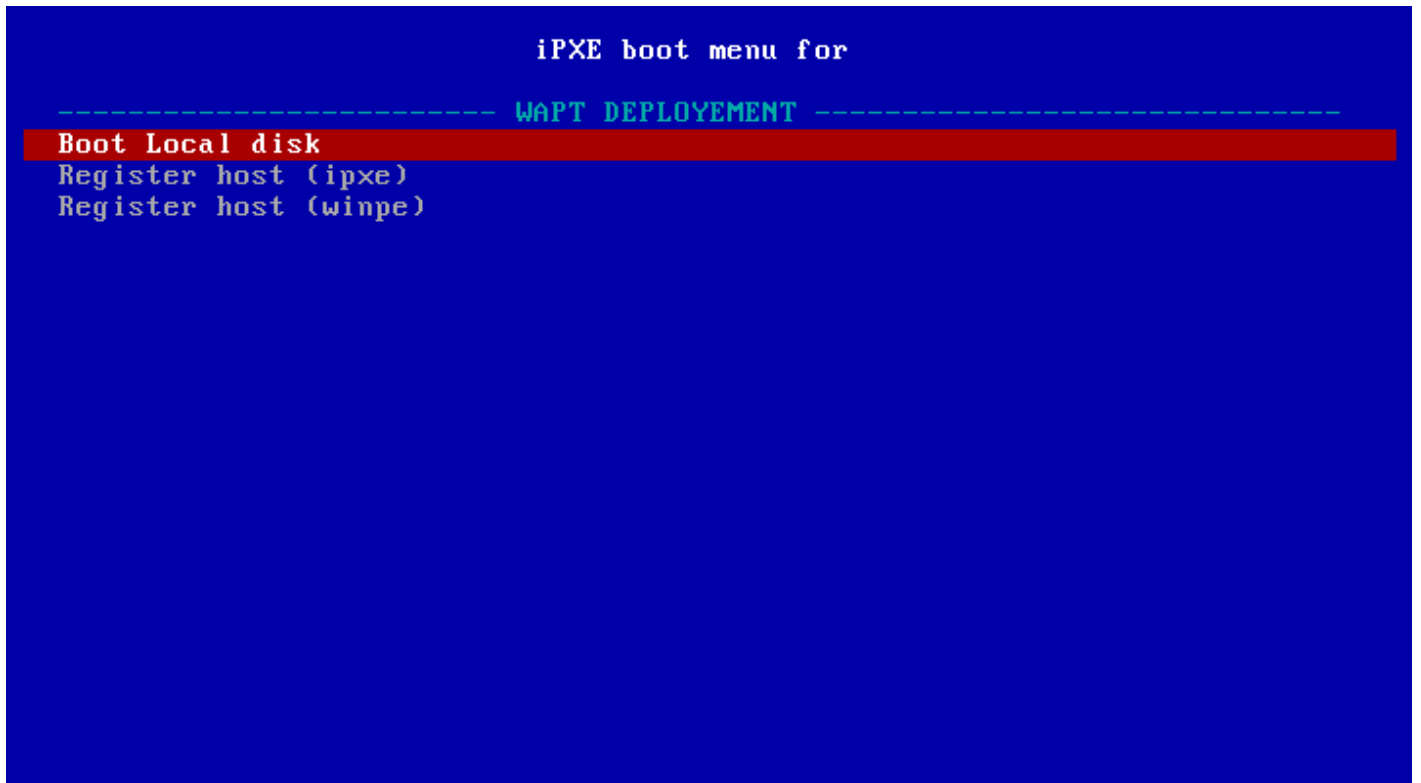 iPXE boot menu for
------------------------- WAPT DEPLOYEMENT ------------------------------
Boot Local disk
Register host (ipxe)
Register host (winpe)